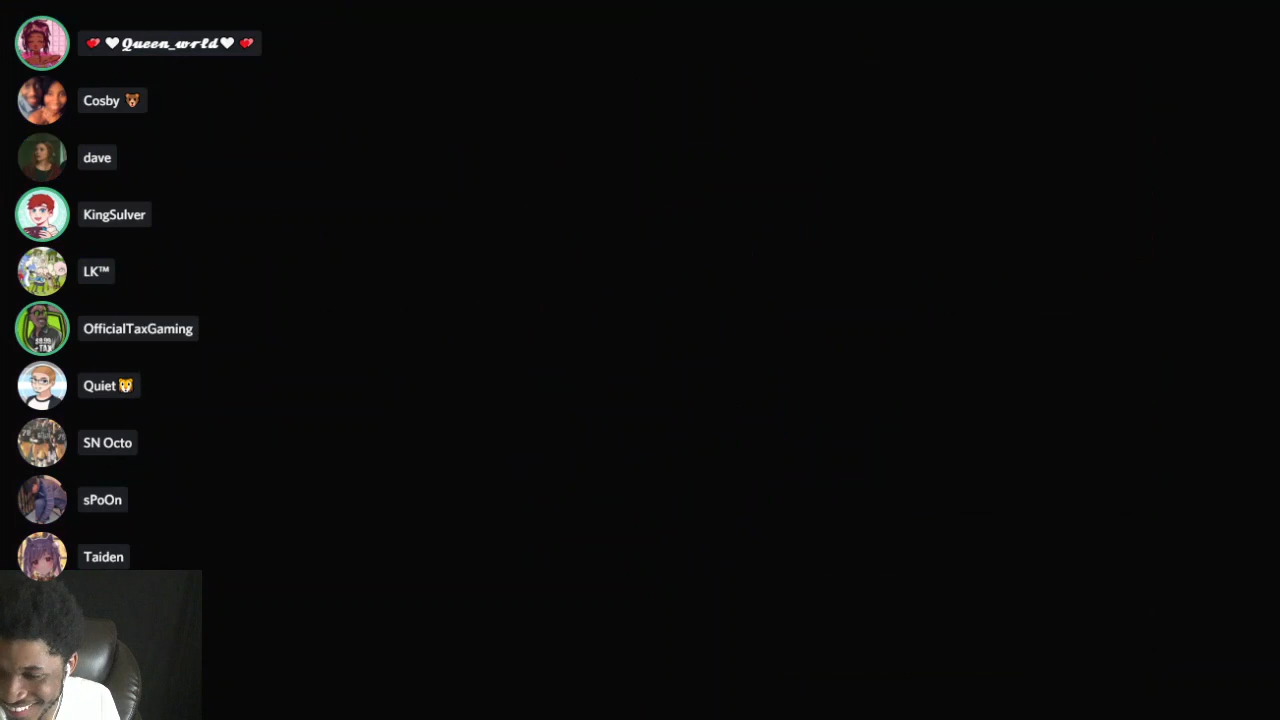 💕 🤍𝓠𝓾𝓮𝓮𝓷_𝔀𝓻𝓵𝓭🤍 💕
Cosby 🐻
dave
KingSulver
LK™
OfficialTaxGaming
Quiet 🐯
SN Octo
sPoOn
Taiden